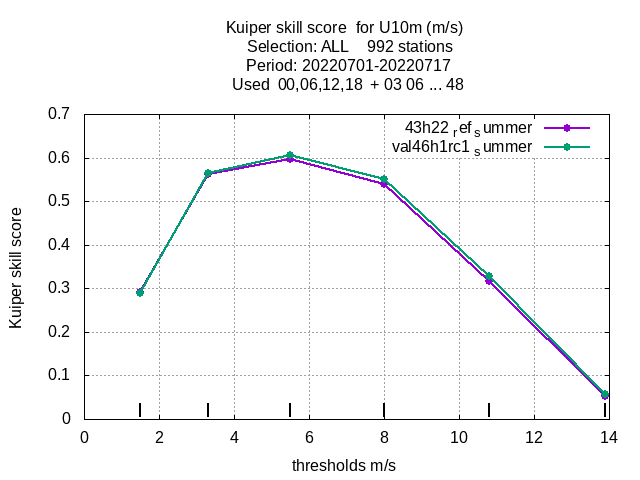 Kuiper skill score  for U10m (m/s)
Selection: ALL    992 stations
Period: 20220701-20220717
Used  00,06,12,18  + 03 06 ... 48
43h22 ref summer
val46h1rc1 summer
Kuiper skill score
0.7
0.6
0.5
0.4
0.3
0.2
0.1
0
0 2 4 6 8 10 12 14
thresholds m/s